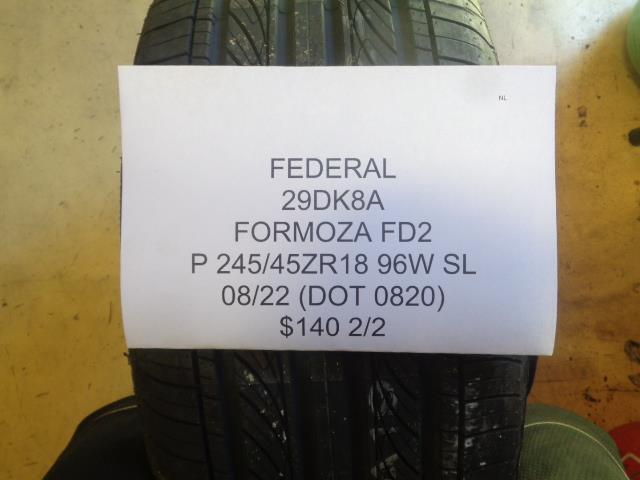 NL
FEDERAL
29DK8A
FORMOZA FD2
P 245/45ZR18 96W SL
08/22 (DOT 0820)
$140 2/2